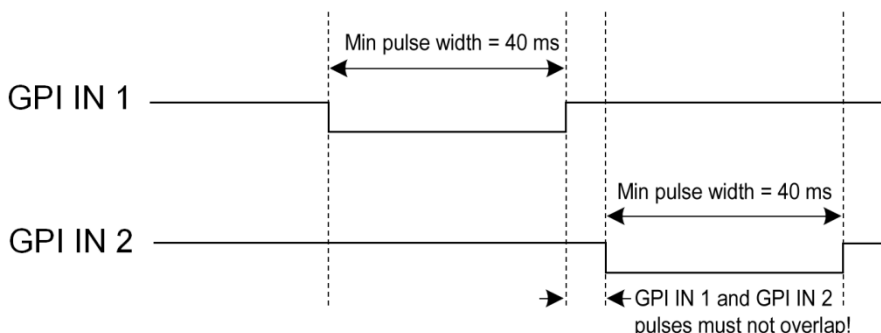 Min pulse width = 40 ms
GPI IN 1
Min pulse width = 40 ms
GPI IN 2
GPI IN 1 and GPI IN 2
pulses must not overlap!